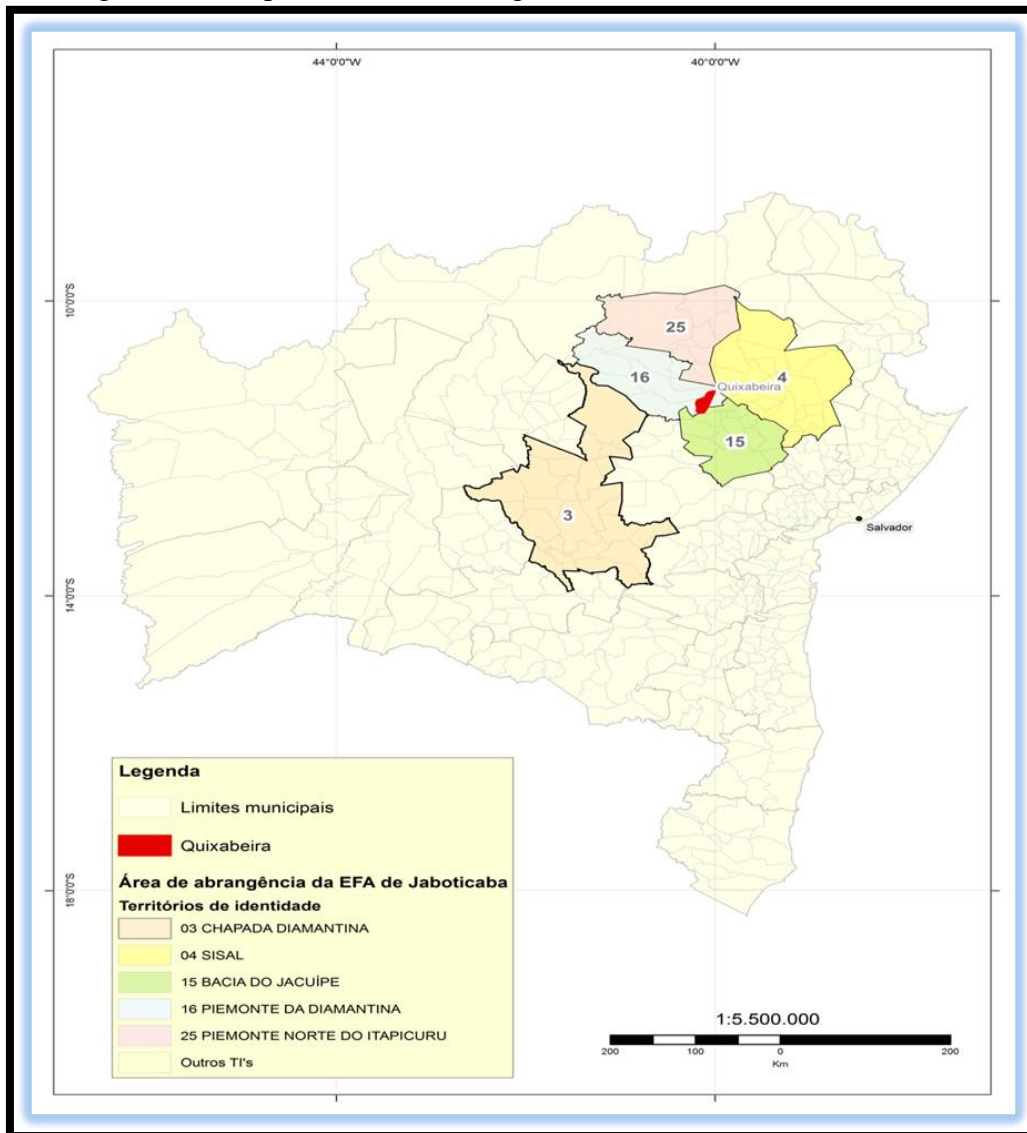 44°0'0"W 40°0'0"W
10°0'0"S
25
16
4
Quixabeira
15
3
Salvador
14°0'0"S
18°0'0"S
Legenda
Limites municipais
Quixabeira
Área de abrangência da EFA de Jaboticaba
Territórios de identidade
03 CHAPADA DIAMANTINA
04 SISAL
15 BACIA DO JACUÍPE
16 PIEMONTE DA DIAMANTINA
25 PIEMONTE NORTE DO ITAPICURU
Outros TI's
1:5.500.000
200 100 0 200
Km